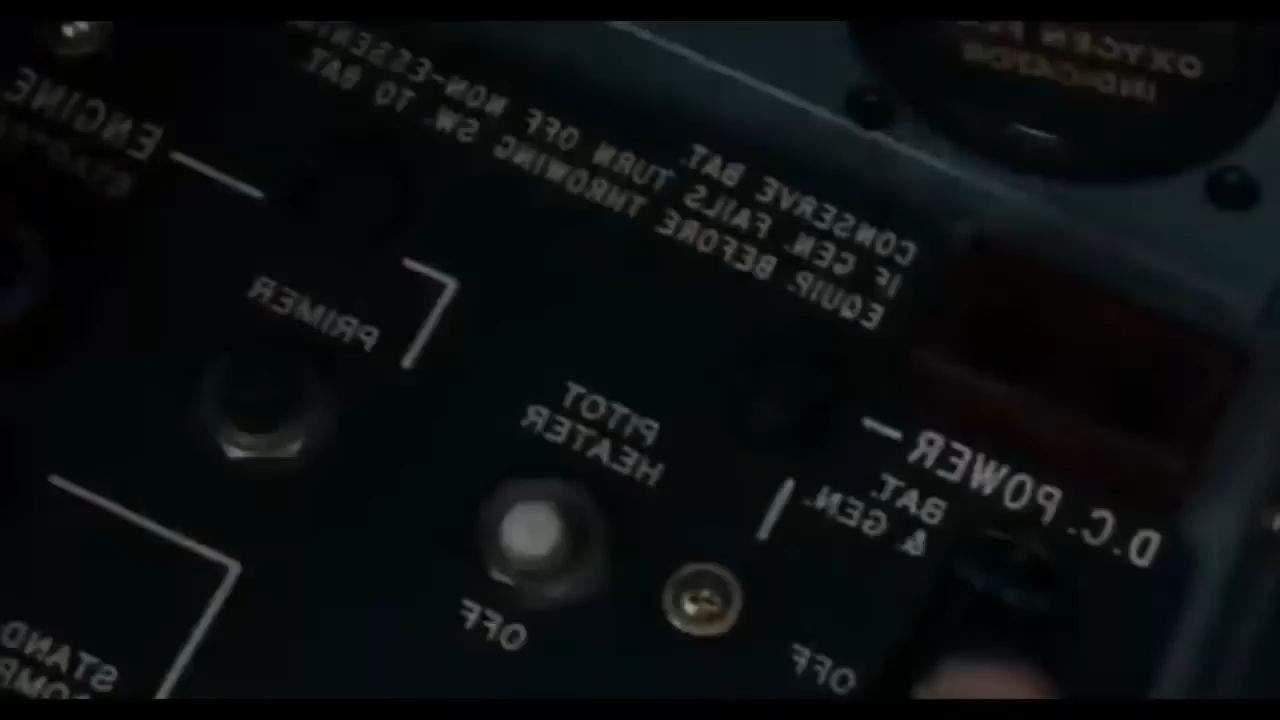 OXYGEN
INDICATOR
CONSERVE BAT.
IF GEN. FAILS TURN OFF NON-ESSENTIAL
EQUIP. BEFORE THROWING SW. TO BAT.
ENGINE
PRIMER
PITOT
HEATER
OFF
D.C. POWER
BAT.
& GEN.
OFF
STAND